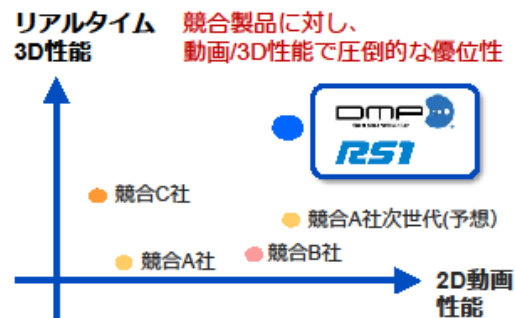 リアルタイム
3D性能
競合製品に対し、
動画/3D性能で圧倒的な優位性
DMP
RS1
競合C社
競合A社次世代(予想)
競合B社
競合A社
2D動画
性能